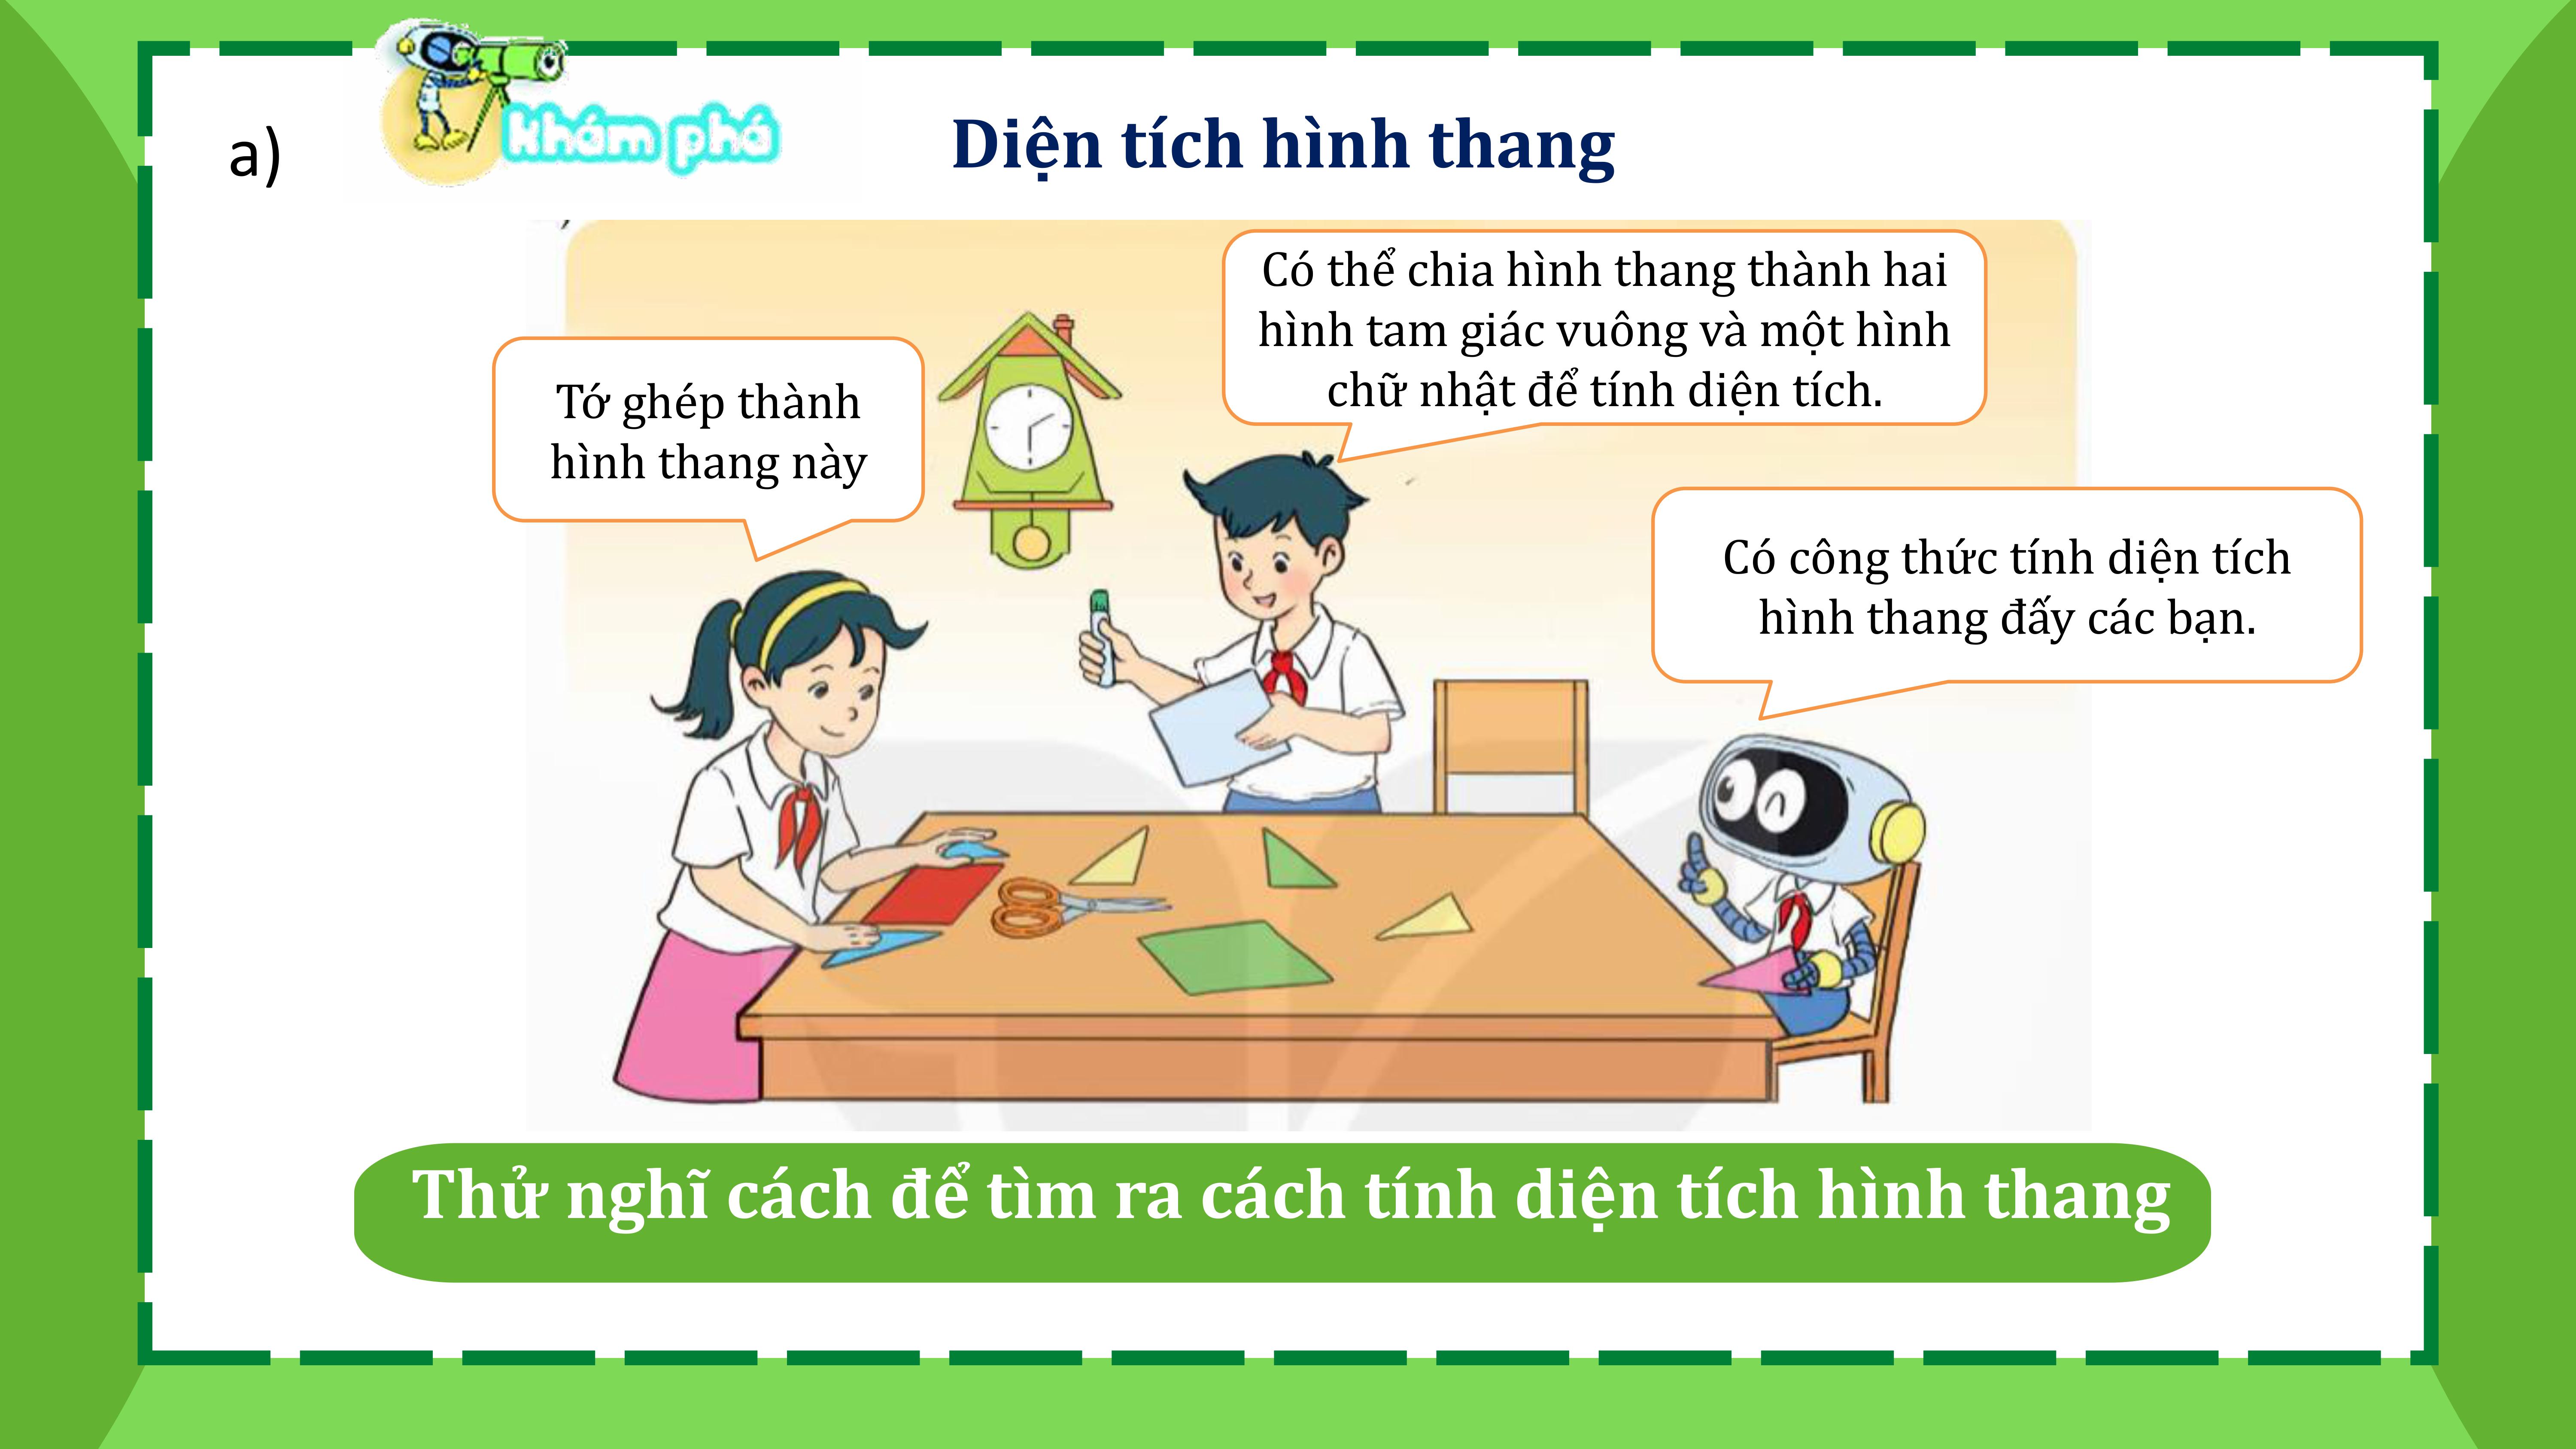 a)
khám phá
Diện tích hình thang
Có thể chia hình thang thành hai
hình tam giác vuông và một hình
chữ nhật để tính diện tích.
Tớ ghép thành
hình thang này
Có công thức tính diện tích
hình thang đấy các bạn.
Thử nghĩ cách để tìm ra cách tính diện tích hình thang